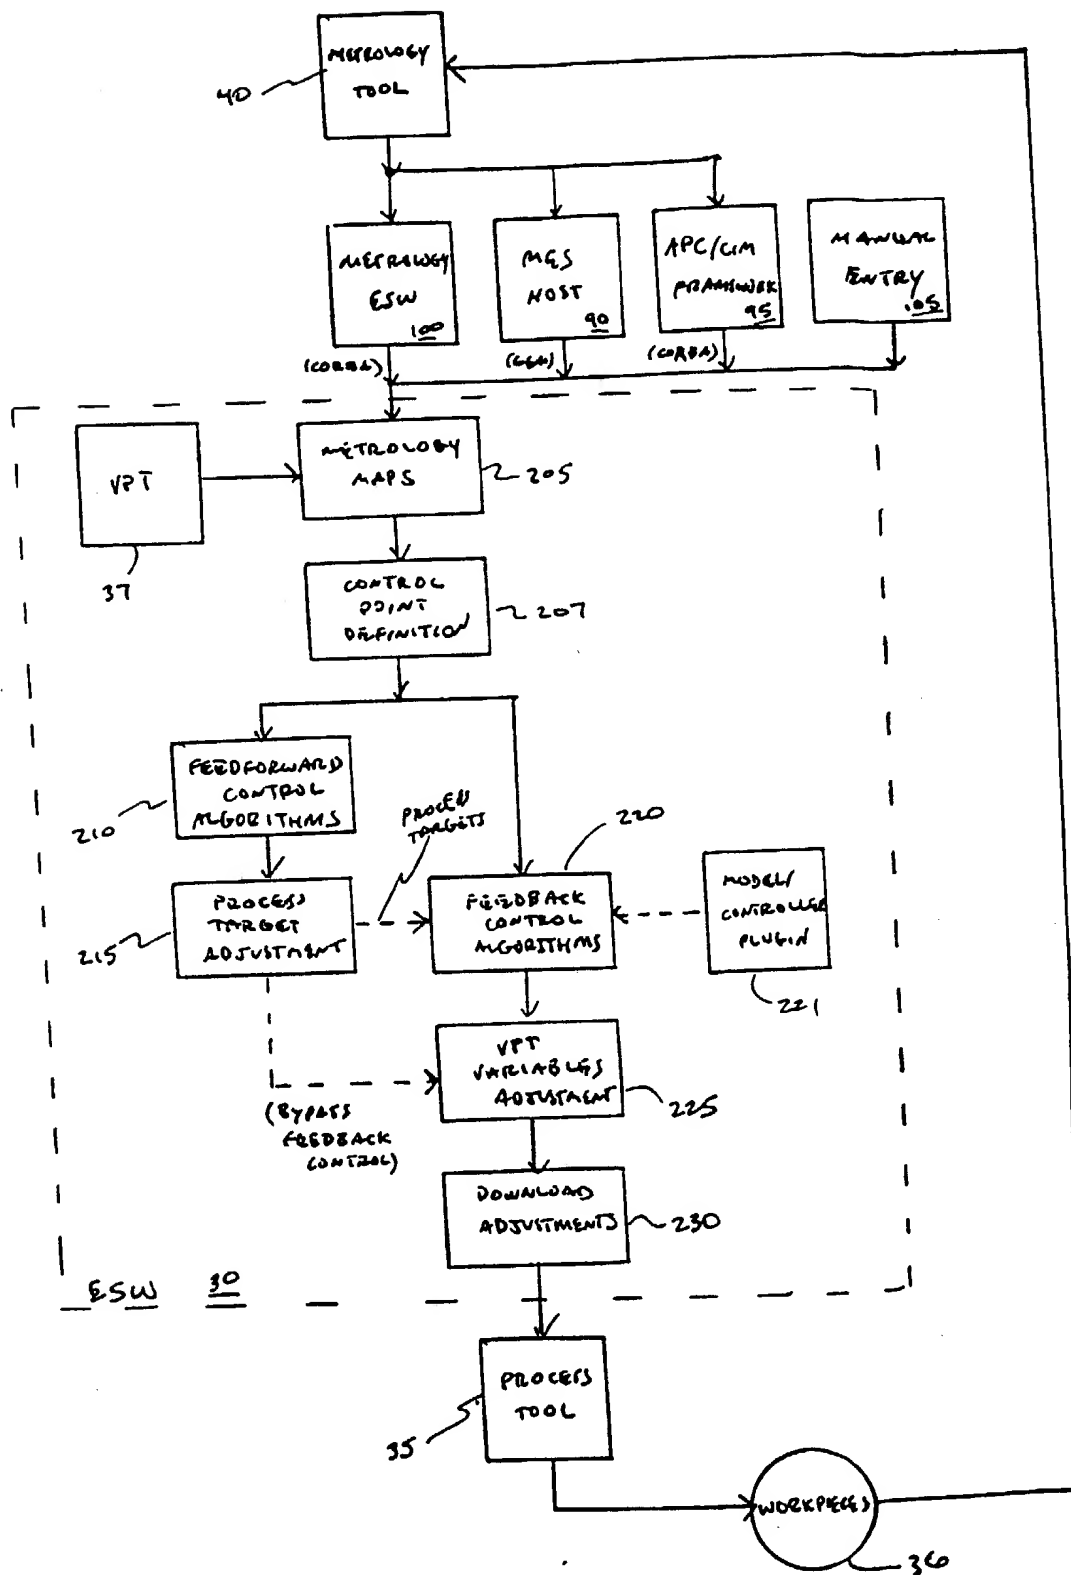 METROLOGY
TOOL
40
METROLOGY
ESW
100
MES
HOST
90
APC/CIM
FRAMEWORK
95
MANUAL
ENTRY
105
(CORBA)
(GEM)
(CORBA)
VPT
37
METROLOGY
MAPS
205
CONTROL
POINT
DEFINITION
207
FEEDFORWARD
CONTROL
ALGORITHMS
210
PROCESS
TARGETS
220
PROCESS
TARGET
ADJUSTMENT
215
FEEDBACK
CONTROL
ALGORITHMS
MODEL/
CONTROLLER
PLUGIN
221
VPT
VARIABLES
ADJUSTMENT
225
(BYPASS
FEEDBACK
CONTROL)
DOWNLOAD
ADJUSTMENTS
230
ESW 30
PROCESS
TOOL
35
WORKPIECES
36